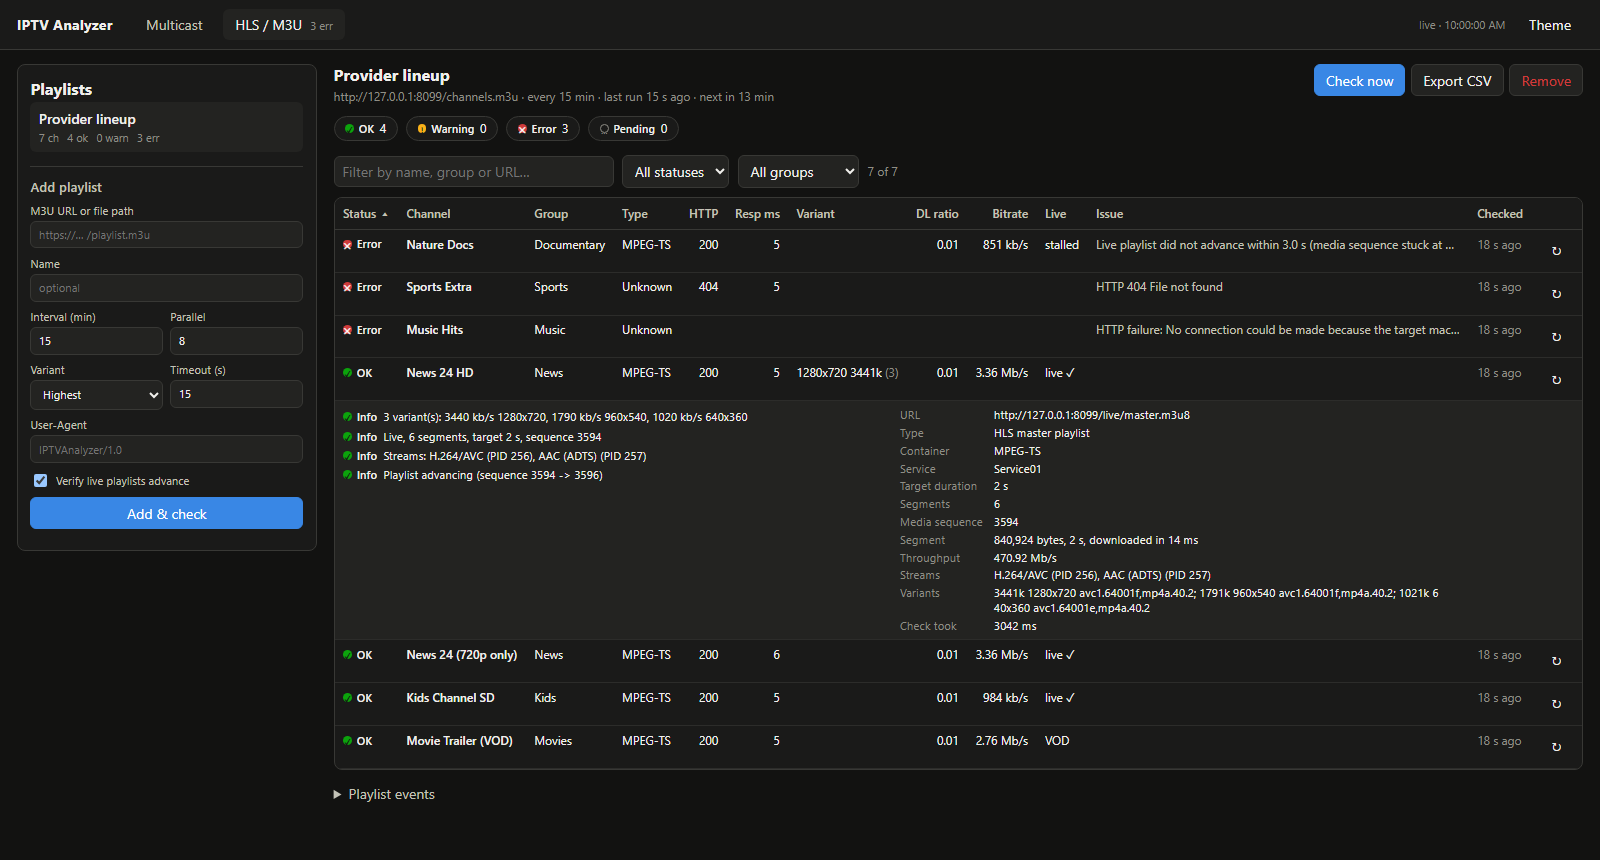 IPTV Analyzer Multicast HLS / M3U 3 err live · 10:00:00 AM Theme
Playlists
Provider lineup
7 ch 4 ok 0 warn 3 err
Add playlist
M3U URL or file path
https://... /playlist.m3u
Name
optional
Interval (min) Parallel
15 8
Variant Timeout (s)
Highest 15
User-Agent
IPTVAnalyzer/1.0
Verify live playlists advance
Add & check
Provider lineup
http://127.0.0.1:8099/channels.m3u · every 15 min · last run 15 s ago · next in 13 min
Check now Export CSV Remove
OK 4 Warning 0 Error 3 Pending 0
Filter by name, group or URL... All statuses All groups 7 of 7
Status Channel Group Type HTTP Resp ms Variant DL ratio Bitrate Live Issue Checked
Error Nature Docs Documentary MPEG-TS 200 5 0.01 851 kb/s stalled Live playlist did not advance within 3.0 s (media sequence stuck at ... 18 s ago
Error Sports Extra Sports Unknown 404 5 HTTP 404 File not found 18 s ago
Error Music Hits Music Unknown HTTP failure: No connection could be made because the target mac... 18 s ago
OK News 24 HD News MPEG-TS 200 5 1280x720 3441k (3) 0.01 3.36 Mb/s live ✓ 18 s ago
Info 3 variant(s): 3440 kb/s 1280x720, 1790 kb/s 960x540, 1020 kb/s 640x360
Info Live, 6 segments, target 2 s, sequence 3594
Info Streams: H.264/AVC (PID 256), AAC (ADTS) (PID 257)
Info Playlist advancing (sequence 3594 -> 3596)
URL http://127.0.0.1:8099/live/master.m3u8
Type HLS master playlist
Container MPEG-TS
Service Service01
Target duration 2 s
Segments 6
Media sequence 3594
Segment 840,924 bytes, 2 s, downloaded in 14 ms
Throughput 470.92 Mb/s
Streams H.264/AVC (PID 256), AAC (ADTS) (PID 257)
Variants 3441k 1280x720 avc1.64001f,mp4a.40.2; 1791k 960x540 avc1.64001f,mp4a.40.2; 1021k 6
40x360 avc1.64001e,mp4a.40.2
Check took 3042 ms
OK News 24 (720p only) News MPEG-TS 200 6 0.01 3.36 Mb/s live ✓ 18 s ago
OK Kids Channel SD Kids MPEG-TS 200 5 0.01 984 kb/s live ✓ 18 s ago
OK Movie Trailer (VOD) Movies MPEG-TS 200 5 0.01 2.76 Mb/s VOD 18 s ago
Playlist events